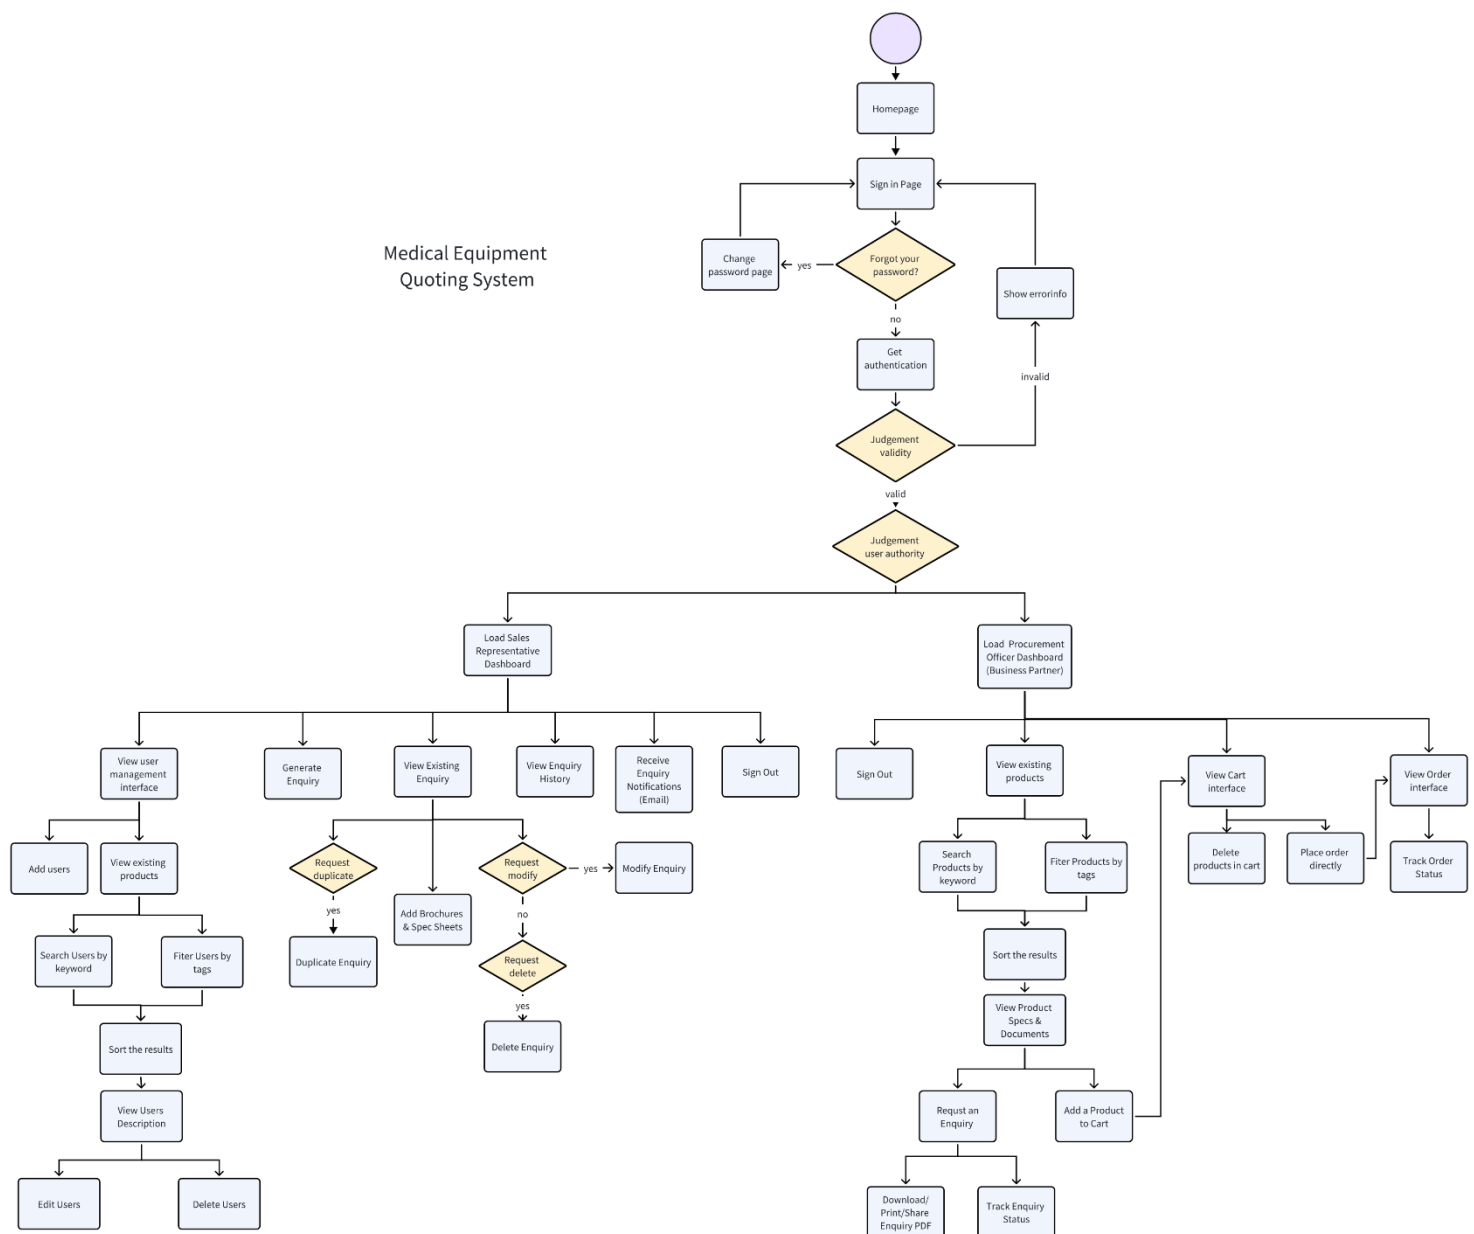 Homepage
Sign in Page
Medical Equipment
Quoting System
Change
password page
yes
Forgot your
password?
Show errorinfo
no
Get
authentication
invalid
Judgement
validity
valid
Judgement
user authority
Load Sales
Representative
Dashboard
Load Procurement
Officer Dashboard
(Business Partner)
View user
management
interface
Generate
Enquiry
View Existing
Enquiry
View Enquiry
History
Receive
Enquiry
Notifications
(Email)
Sign Out
Sign Out
View existing
products
View Cart
interface
View Order
interface
Add users
View existing
products
Request
duplicate
Request
modify
yes
Modify Enquiry
Search
Products by
keyword
Fiter Products by
tags
Delete
products in cart
Place order
directly
Track Order
Status
yes
Add Brochures
& Spec Sheets
no
Search Users by
keyword
Fiter Users by
tags
Duplicate Enquiry
Request
delete
Sort the results
yes
Sort the results
Delete Enquiry
View Product
Specs &
Documents
View Users
Description
Requst an
Enquiry
Add a Product
to Cart
Edit Users
Delete Users
Download/
Print/Share
Enquiry PDF
Track Enquiry
Status